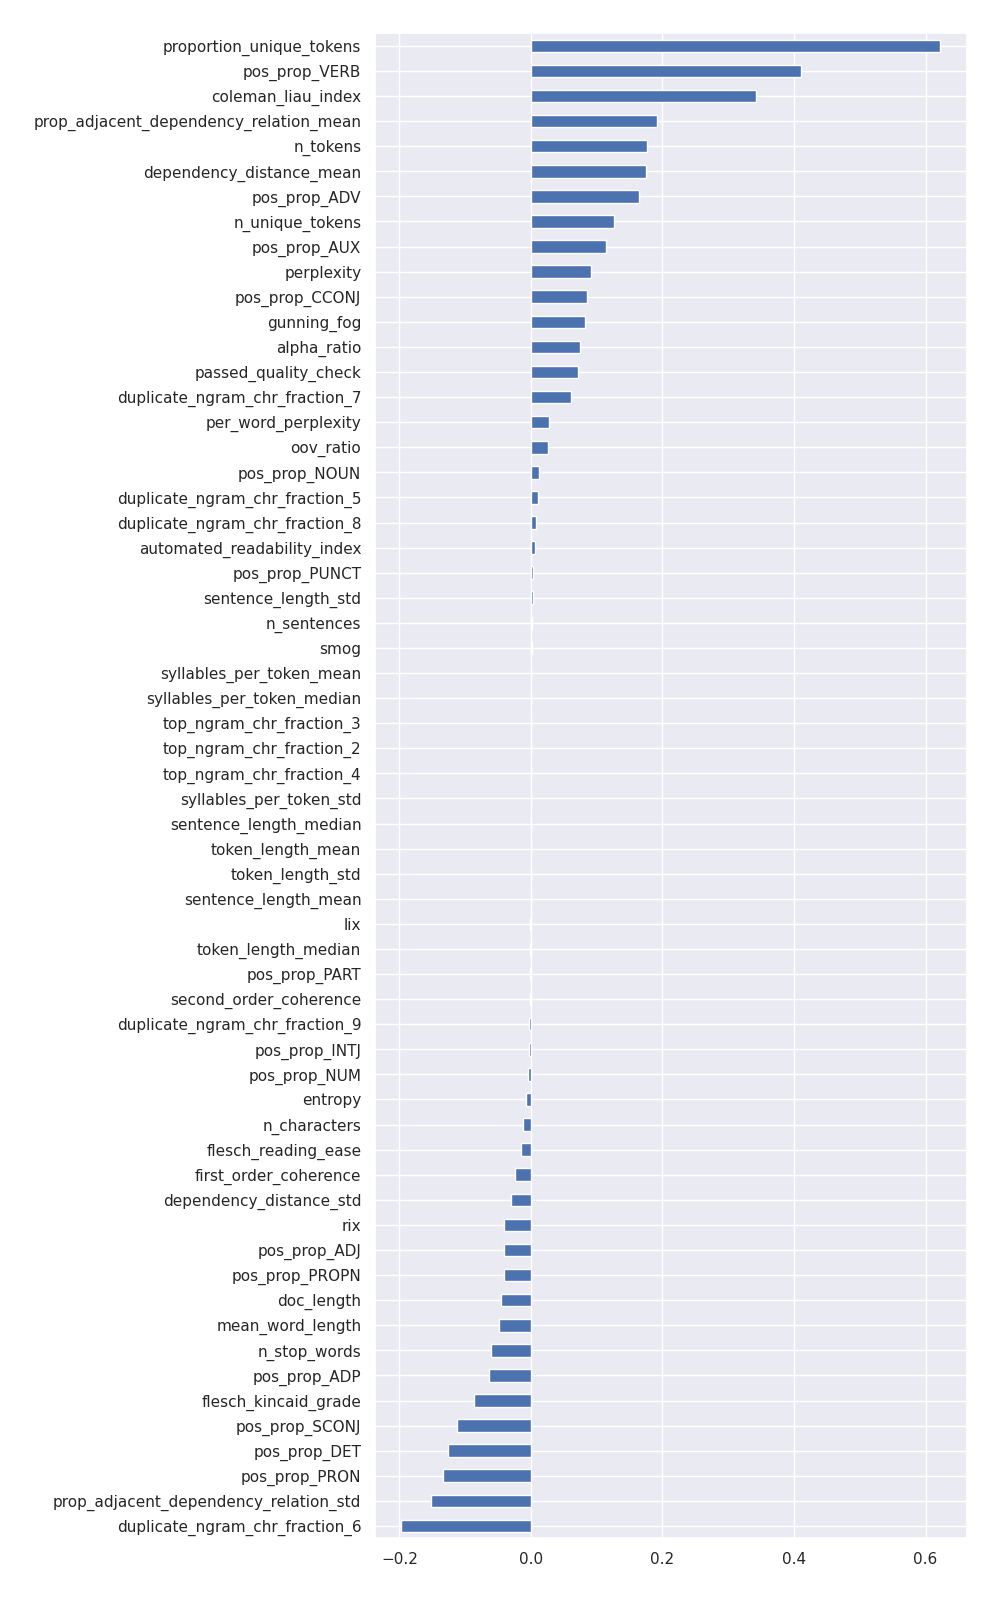 proportion_unique_tokens
pos_prop_VERB
coleman_liau_index
prop_adjacent_dependency_relation_mean
n_tokens
dependency_distance_mean
pos_prop_ADV
n_unique_tokens
pos_prop_AUX
perplexity
pos_prop_CCONJ
gunning_fog
alpha_ratio
passed_quality_check
duplicate_ngram_chr_fraction_7
per_word_perplexity
oov_ratio
pos_prop_NOUN
duplicate_ngram_chr_fraction_5
duplicate_ngram_chr_fraction_8
automated_readability_index
pos_prop_PUNCT
sentence_length_std
n_sentences
smog
syllables_per_token_mean
syllables_per_token_median
top_ngram_chr_fraction_3
top_ngram_chr_fraction_2
top_ngram_chr_fraction_4
syllables_per_token_std
sentence_length_median
token_length_mean
token_length_std
sentence_length_mean
lix
token_length_median
pos_prop_PART
second_order_coherence
duplicate_ngram_chr_fraction_9
pos_prop_INTJ
pos_prop_NUM
entropy
n_characters
flesch_reading_ease
first_order_coherence
dependency_distance_std
rix
pos_prop_ADJ
pos_prop_PROPN
doc_length
mean_word_length
n_stop_words
pos_prop_ADP
flesch_kincaid_grade
pos_prop_SCONJ
pos_prop_DET
pos_prop_PRON
prop_adjacent_dependency_relation_std
duplicate_ngram_chr_fraction_6
−0.2 0.0 0.2 0.4 0.6